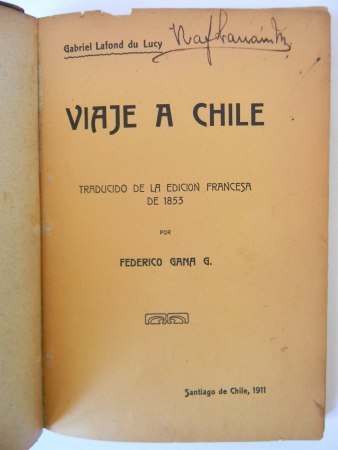 Gabriel Lafond du Lucy
VIAJE A CHILE
TRADUCIDO DE LA EDICION FRANCESA
DE 1853
POR
FEDERICO GANA G.
Santiago de Chile, 1911